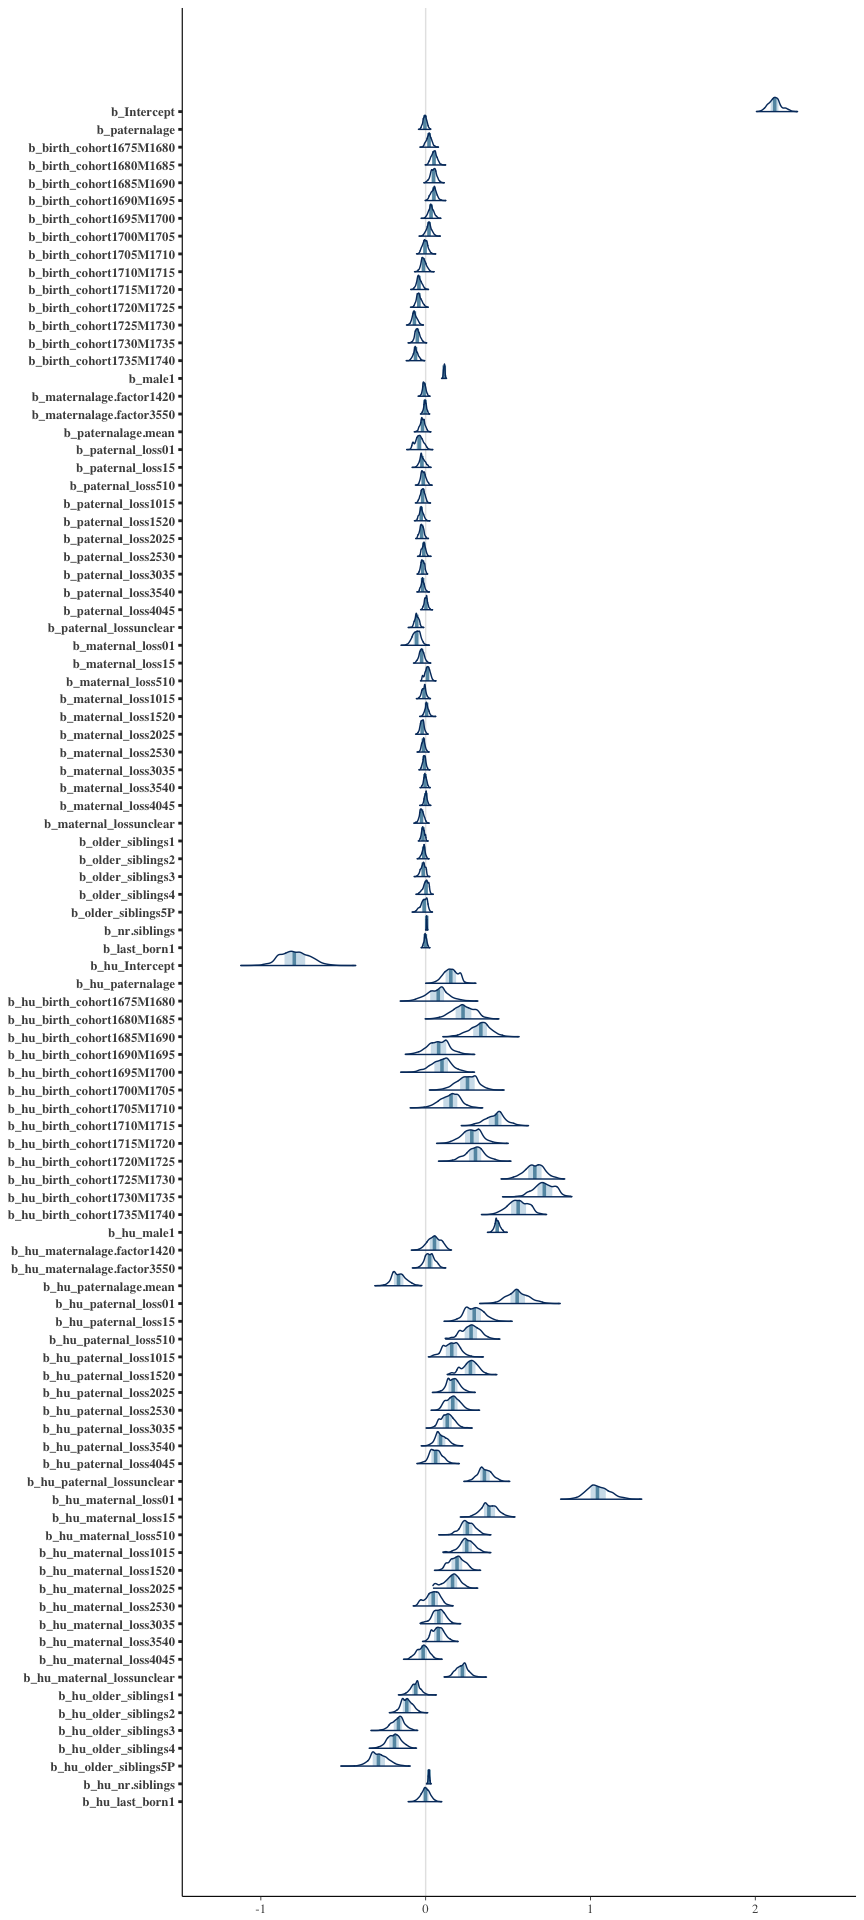 b_Intercept
b_paternalage
b_birth_cohort1675M1680
b_birth_cohort1680M1685
b_birth_cohort1685M1690
b_birth_cohort1690M1695
b_birth_cohort1695M1700
b_birth_cohort1700M1705
b_birth_cohort1705M1710
b_birth_cohort1710M1715
b_birth_cohort1715M1720
b_birth_cohort1720M1725
b_birth_cohort1725M1730
b_birth_cohort1730M1735
b_birth_cohort1735M1740
b_male1
b_maternalage.factor1420
b_maternalage.factor3550
b_paternalage.mean
b_paternal_loss01
b_paternal_loss15
b_paternal_loss510
b_paternal_loss1015
b_paternal_loss1520
b_paternal_loss2025
b_paternal_loss2530
b_paternal_loss3035
b_paternal_loss3540
b_paternal_loss4045
b_paternal_lossunclear
b_maternal_loss01
b_maternal_loss15
b_maternal_loss510
b_maternal_loss1015
b_maternal_loss1520
b_maternal_loss2025
b_maternal_loss2530
b_maternal_loss3035
b_maternal_loss3540
b_maternal_loss4045
b_maternal_lossunclear
b_older_siblings1
b_older_siblings2
b_older_siblings3
b_older_siblings4
b_older_siblings5P
b_nr.siblings
b_last_born1
b_hu_Intercept
b_hu_paternalage
b_hu_birth_cohort1675M1680
b_hu_birth_cohort1680M1685
b_hu_birth_cohort1685M1690
b_hu_birth_cohort1690M1695
b_hu_birth_cohort1695M1700
b_hu_birth_cohort1700M1705
b_hu_birth_cohort1705M1710
b_hu_birth_cohort1710M1715
b_hu_birth_cohort1715M1720
b_hu_birth_cohort1720M1725
b_hu_birth_cohort1725M1730
b_hu_birth_cohort1730M1735
b_hu_birth_cohort1735M1740
b_hu_male1
b_hu_maternalage.factor1420
b_hu_maternalage.factor3550
b_hu_paternalage.mean
b_hu_paternal_loss01
b_hu_paternal_loss15
b_hu_paternal_loss510
b_hu_paternal_loss1015
b_hu_paternal_loss1520
b_hu_paternal_loss2025
b_hu_paternal_loss2530
b_hu_paternal_loss3035
b_hu_paternal_loss3540
b_hu_paternal_loss4045
b_hu_paternal_lossunclear
b_hu_maternal_loss01
b_hu_maternal_loss15
b_hu_maternal_loss510
b_hu_maternal_loss1015
b_hu_maternal_loss1520
b_hu_maternal_loss2025
b_hu_maternal_loss2530
b_hu_maternal_loss3035
b_hu_maternal_loss3540
b_hu_maternal_loss4045
b_hu_maternal_lossunclear
b_hu_older_siblings1
b_hu_older_siblings2
b_hu_older_siblings3
b_hu_older_siblings4
b_hu_older_siblings5P
b_hu_nr.siblings
b_hu_last_born1
-1 0 1 2